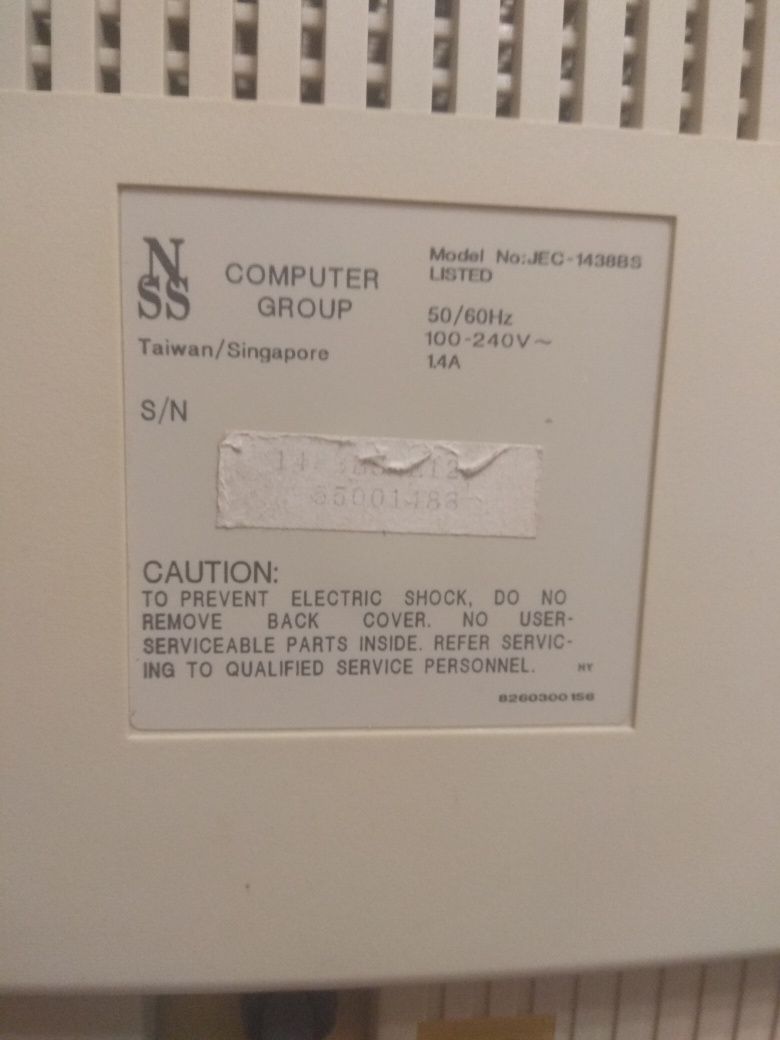 NSS
COMPUTER
GROUP
Taiwan/Singapore
Model No:JEC-1438BS
LISTED
50/60Hz
100-240V~
1.4A
S/N
55001488
CAUTION:
TO PREVENT ELECTRIC SHOCK, DO NO
REMOVE BACK COVER. NO USER-
SERVICEABLE PARTS INSIDE. REFER SERVIC-
ING TO QUALIFIED SERVICE PERSONNEL. NY
8260300156